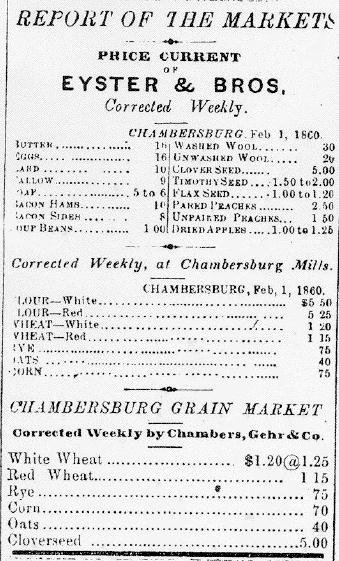 REPORT OF THE MARKETS
PRICE CURRENT
OF
EYSTER & BROS,
Corrected Weekly.
CHAMBERSBURG, Feb 1, 1860.
BUTTER, 16
EGGS 16
LARD 10
TALLOW 9
SOAP 5 to 6
BACON HAMS 10
BACON SIDES 8
SOUP BEANS 1 00
WASHED WOOL 30
UNWASHED WOOL 20
CLOVER SEED 5.00
TIMOTHY SEED 1.50 to 2.00
FLAX SEED 1.00 to 1.20
PARED PEACHES 2.50
UNPAIRED PEACHES 1 50
DRIED APPLES 1.00 to 1.25
Corrected Weekly, at Chambersburg Mills.
CHAMBERSBURG, Feb, 1, 1860.
FLOUR—White $5 50
FLOUR—Red 5 25
WHEAT—White 1 20
WHEAT—Red 1 15
RYE 75
OATS 40
CORN 75
CHAMBERSBURG GRAIN MARKET
Corrected Weekly by Chambers, Gehr & Co.
White Wheat $1.20@1.25
Red Wheat 1 15
Rye 75
Corn 70
Oats 40
Cloverseed 5.00